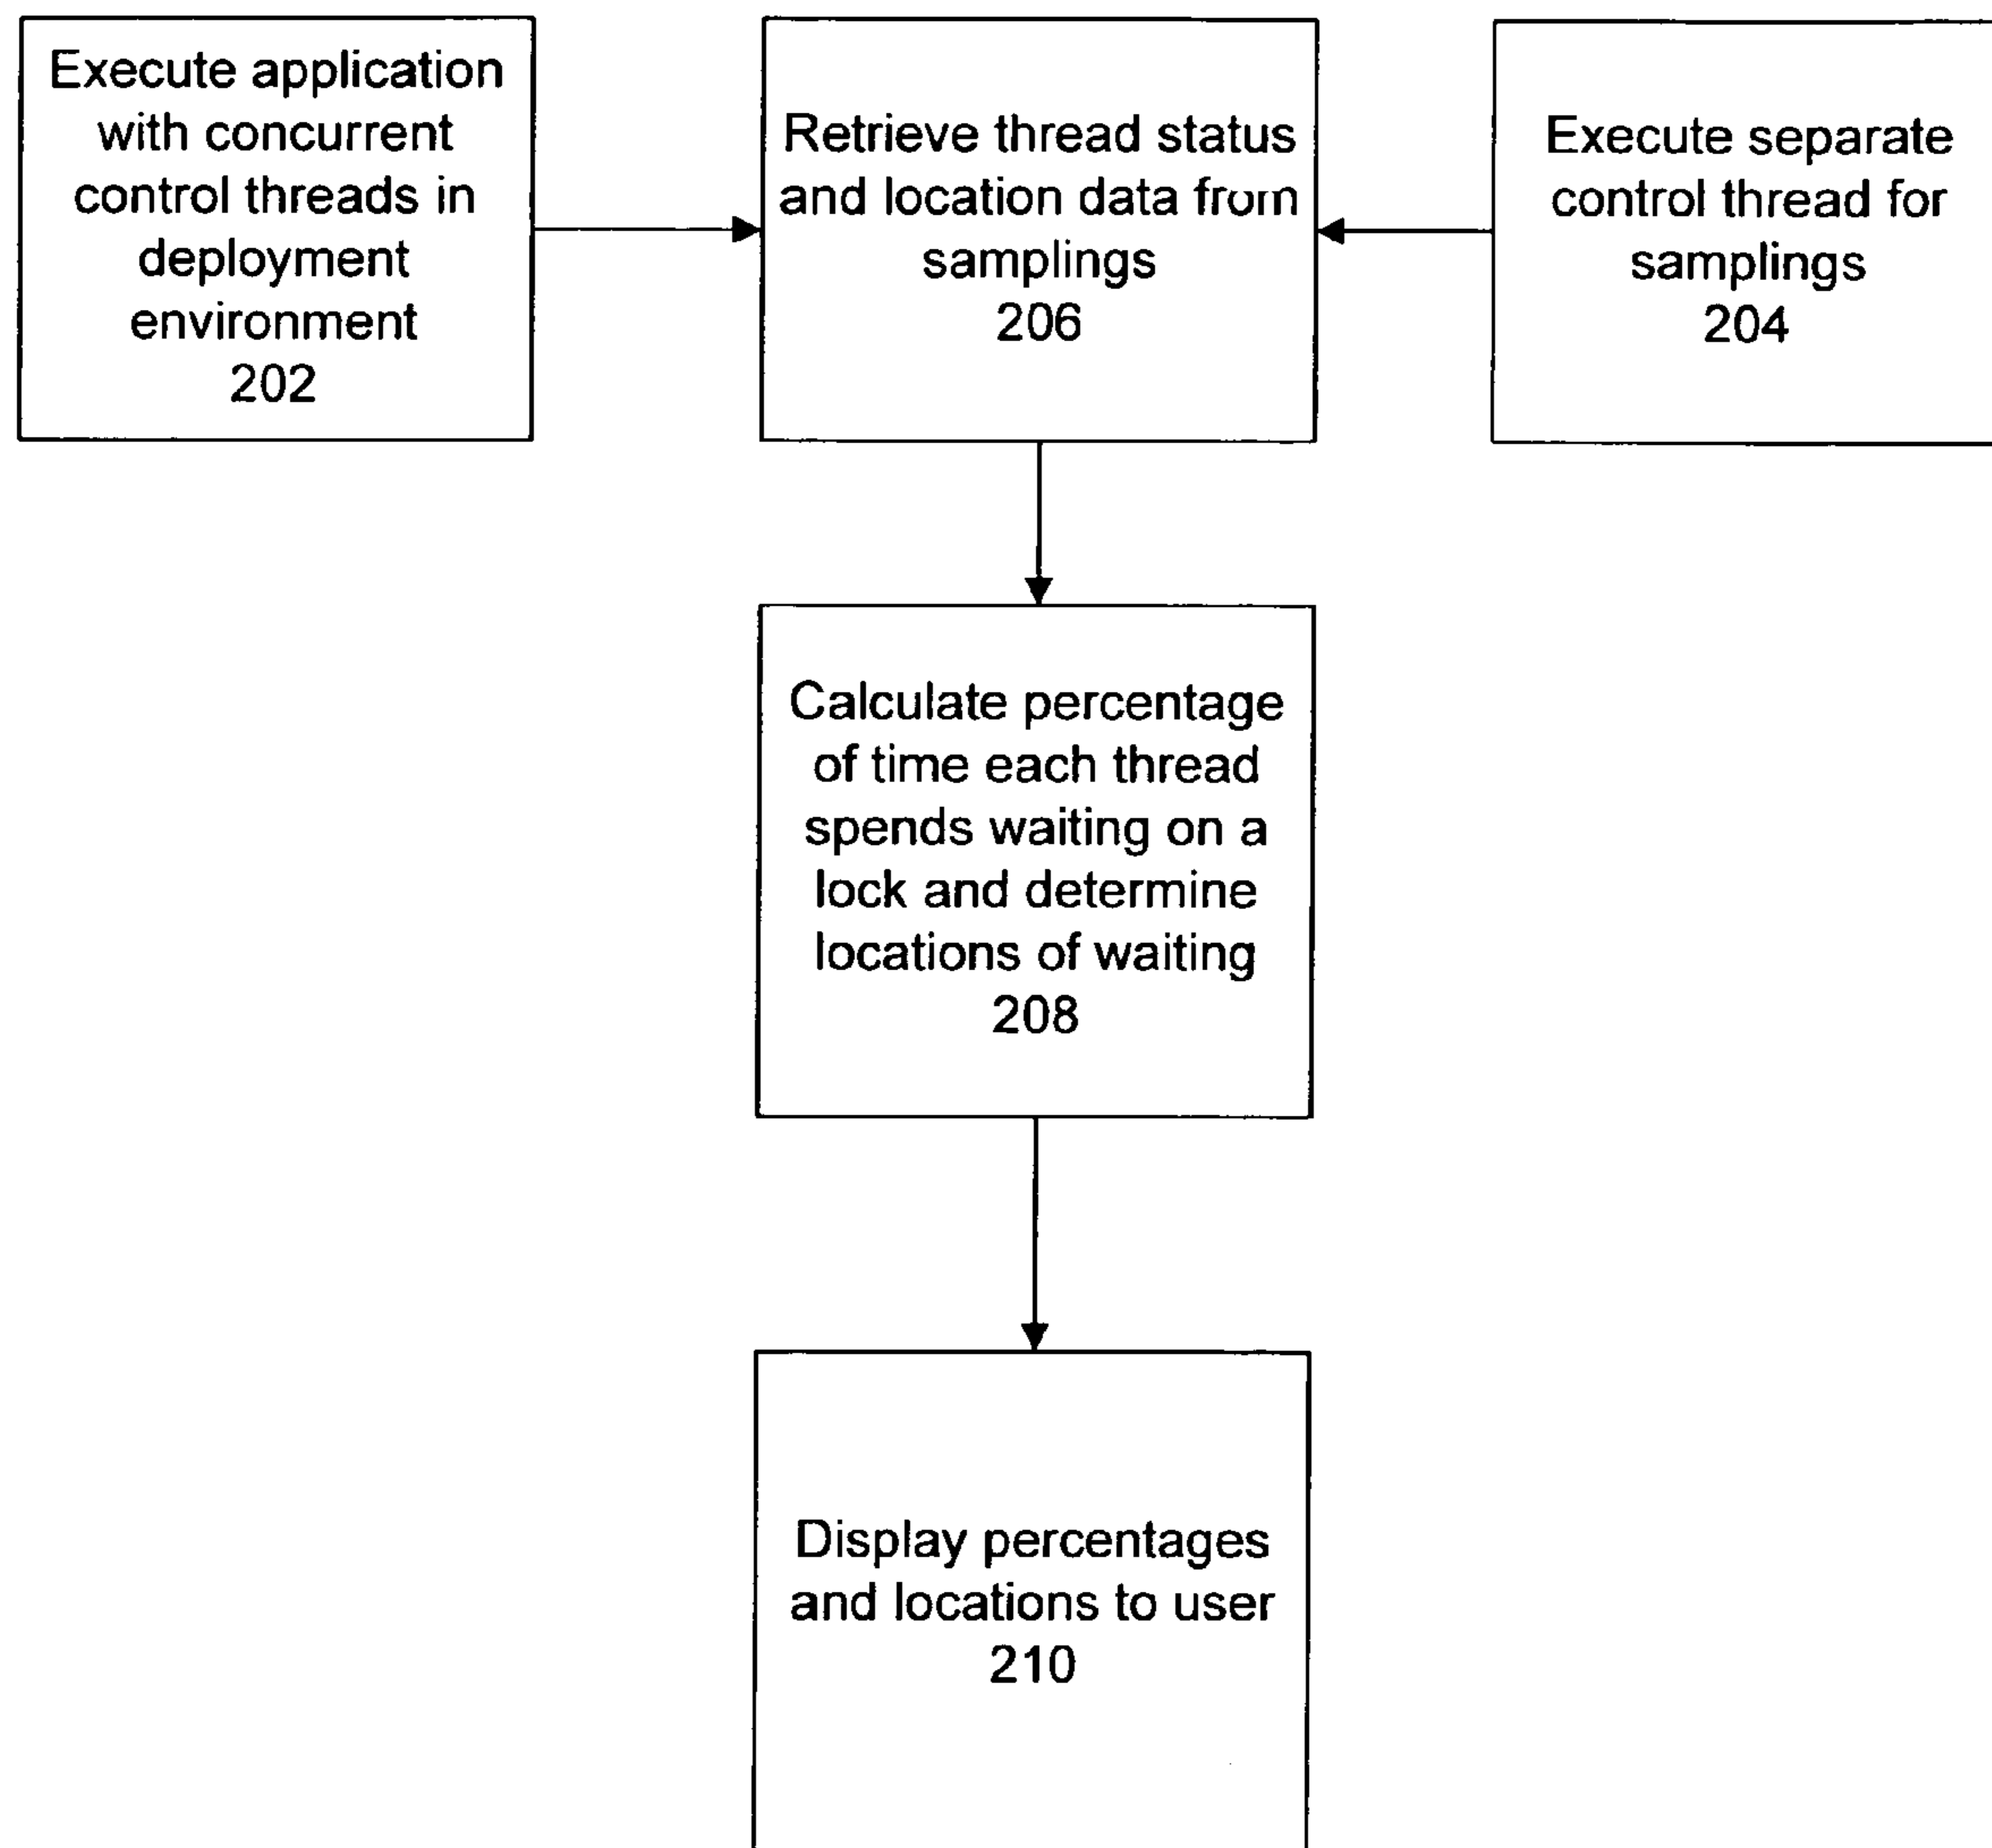 Execute application
with concurrent
control threads in
deployment
environment
202
Retrieve thread status
and location data from
samplings
206
Execute separate
control thread for
samplings
204
Calculate percentage
of time each thread
spends waiting on a
lock and determine
locations of waiting
208
Display percentages
and locations to user
210